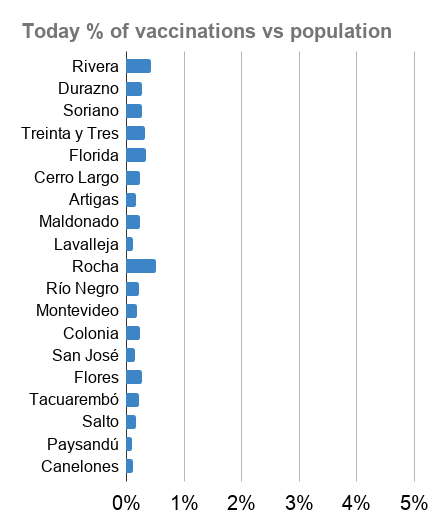 Today % of vaccinations vs population
Rivera
Durazno
Soriano
Treinta y Tres
Florida
Cerro Largo
Artigas
Maldonado
Lavalleja
Rocha
Río Negro
Montevideo
Colonia
San José
Flores
Tacuarembó
Salto
Paysandú
Canelones
0% 1% 2% 3% 4% 5%